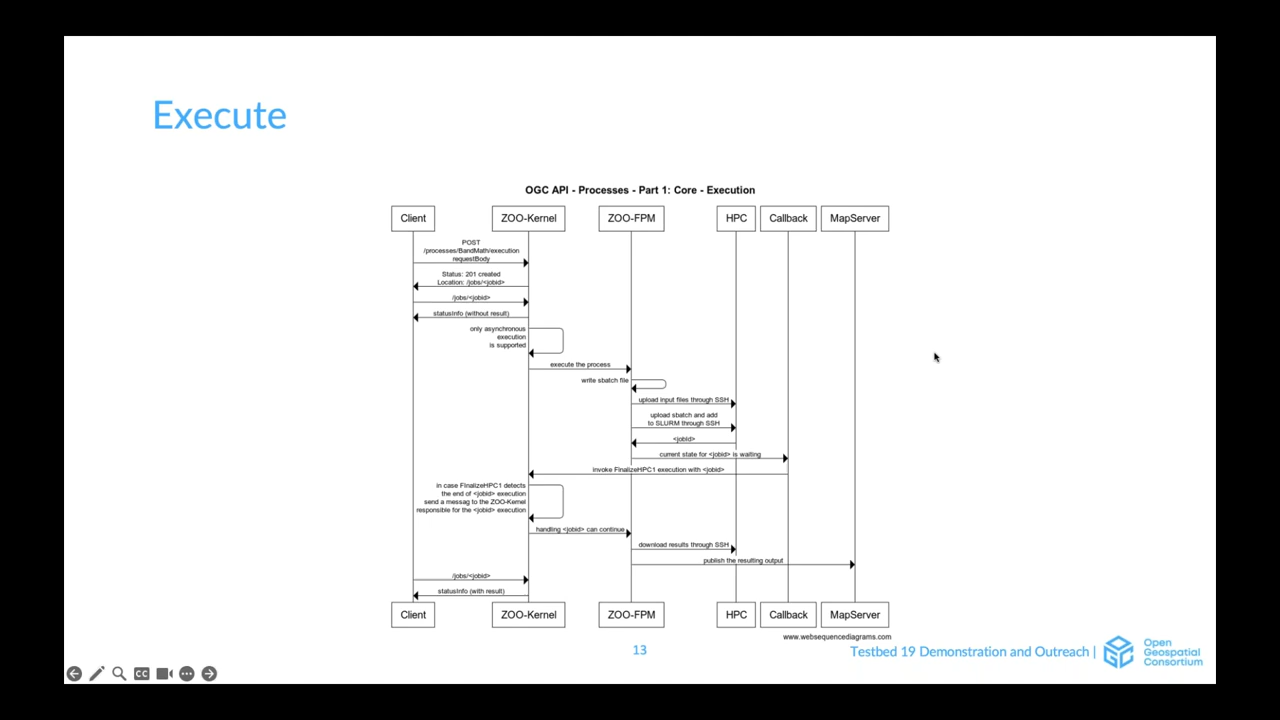 Execute
OGC API - Processes - Part 1: Core - Execution
Client
ZOO-Kernel
ZOO-FPM
HPC
Callback
MapServer
POST
/processes/BandMath/execution
requestBody
Status: 201 created
Location: /jobs/<jobid>
/jobs/<jobid>
statusInfo (without result)
only asynchronous
execution
is supported
execute the process
write sbatch file
upload input files through SSH
upload sbatch and add
to SLURM through SSH
<jobid>
current state for <jobid> is waiting
invoke FinalizeHPC1 execution with <jobid>
in case FinalizeHPC1 detects
the end of <jobid> execution
send a messag to the ZOO-Kernel
responsible for the <jobid> execution
handling <jobid> can continue
download results through SSH
publish the resulting output
/jobs/<jobid>
statusInfo (with result)
Client
ZOO-Kernel
ZOO-FPM
HPC
Callback
MapServer
www.websequencediagrams.com
13
Testbed 19 Demonstration and Outreach |
Open
Geospatial
Consortium
CC